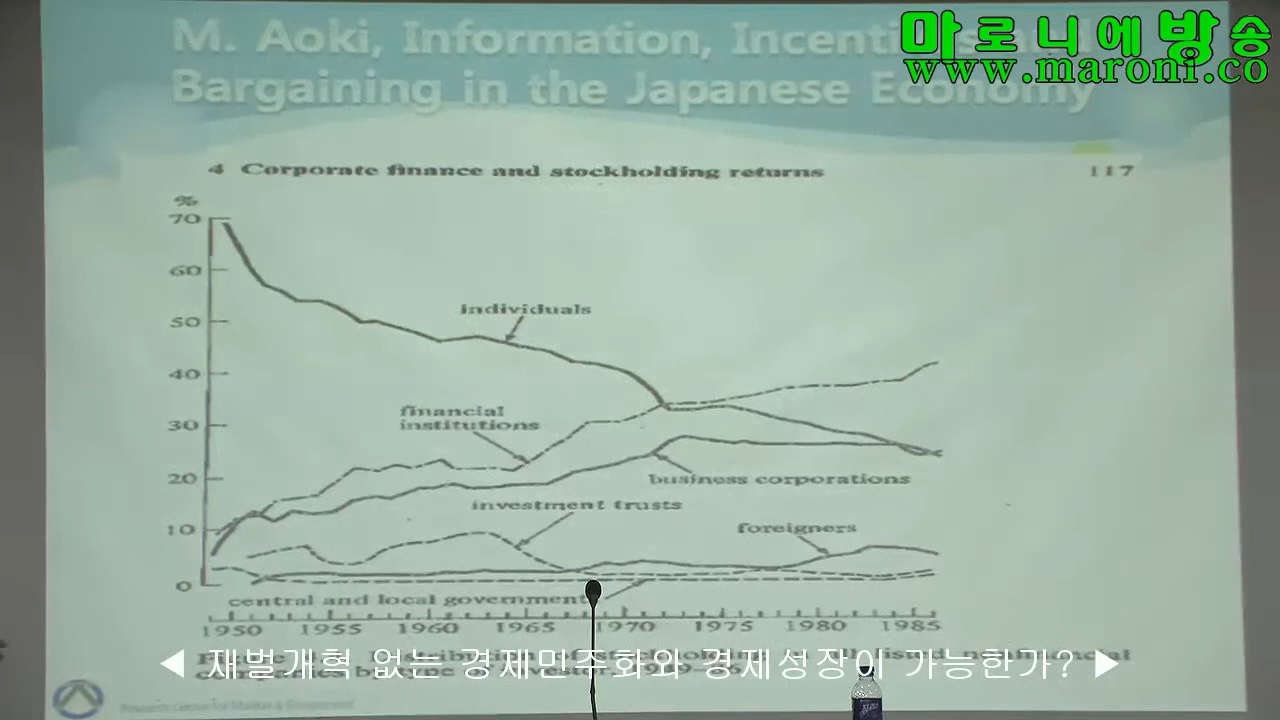 마로니에방송
www.maroni.co
M. Aoki, Information,
Bargaining in the Japanese Economy
4 Corporate finance and stockholding returns 117
%
70
60
50
40
30
20
10
0
individuals
financial
institutions
business corporations
investment trusts
foreigners
central and local government
1950 1955 1960 1965 1970 1975 1980 1985
◀ 재벌개혁 없는 경제민주화와 경제성장이 가능한가? ▶